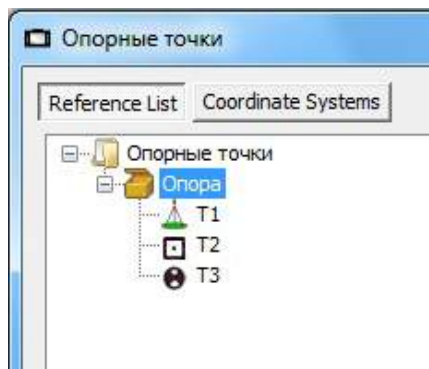 Опорные точки
Reference List Coordinate Systems
Опорные точки
Опора
T1
T2
T3